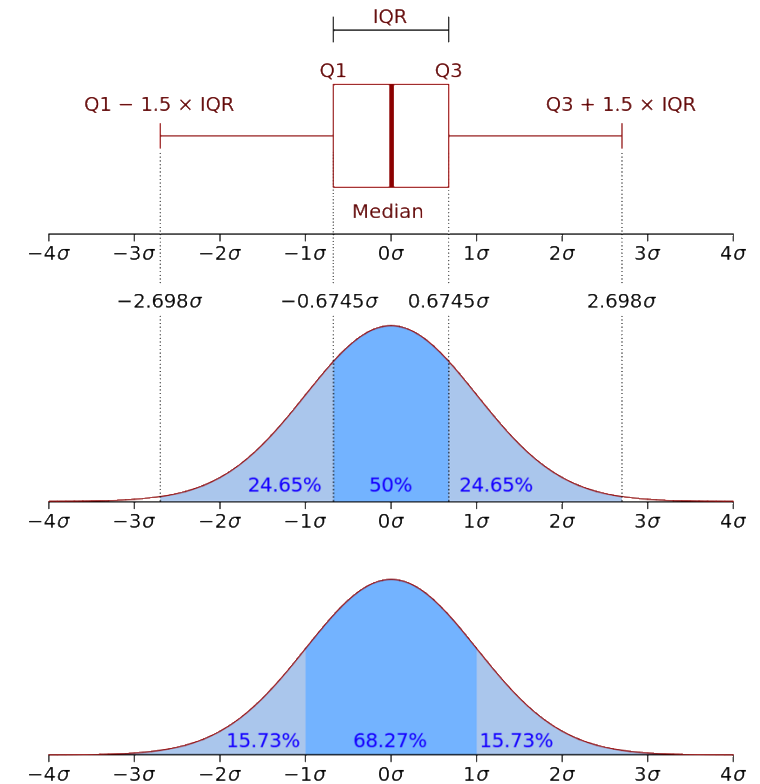 IQR
Q1 Q3
Q1 − 1.5 × IQR Q3 + 1.5 × IQR
Median
−4σ −3σ −2σ −1σ 0σ 1σ 2σ 3σ 4σ
−2.698σ −0.6745σ 0.6745σ 2.698σ
24.65% 50% 24.65%
−4σ −3σ −2σ −1σ 0σ 1σ 2σ 3σ 4σ
15.73% 68.27% 15.73%
−4σ −3σ −2σ −1σ 0σ 1σ 2σ 3σ 4σ